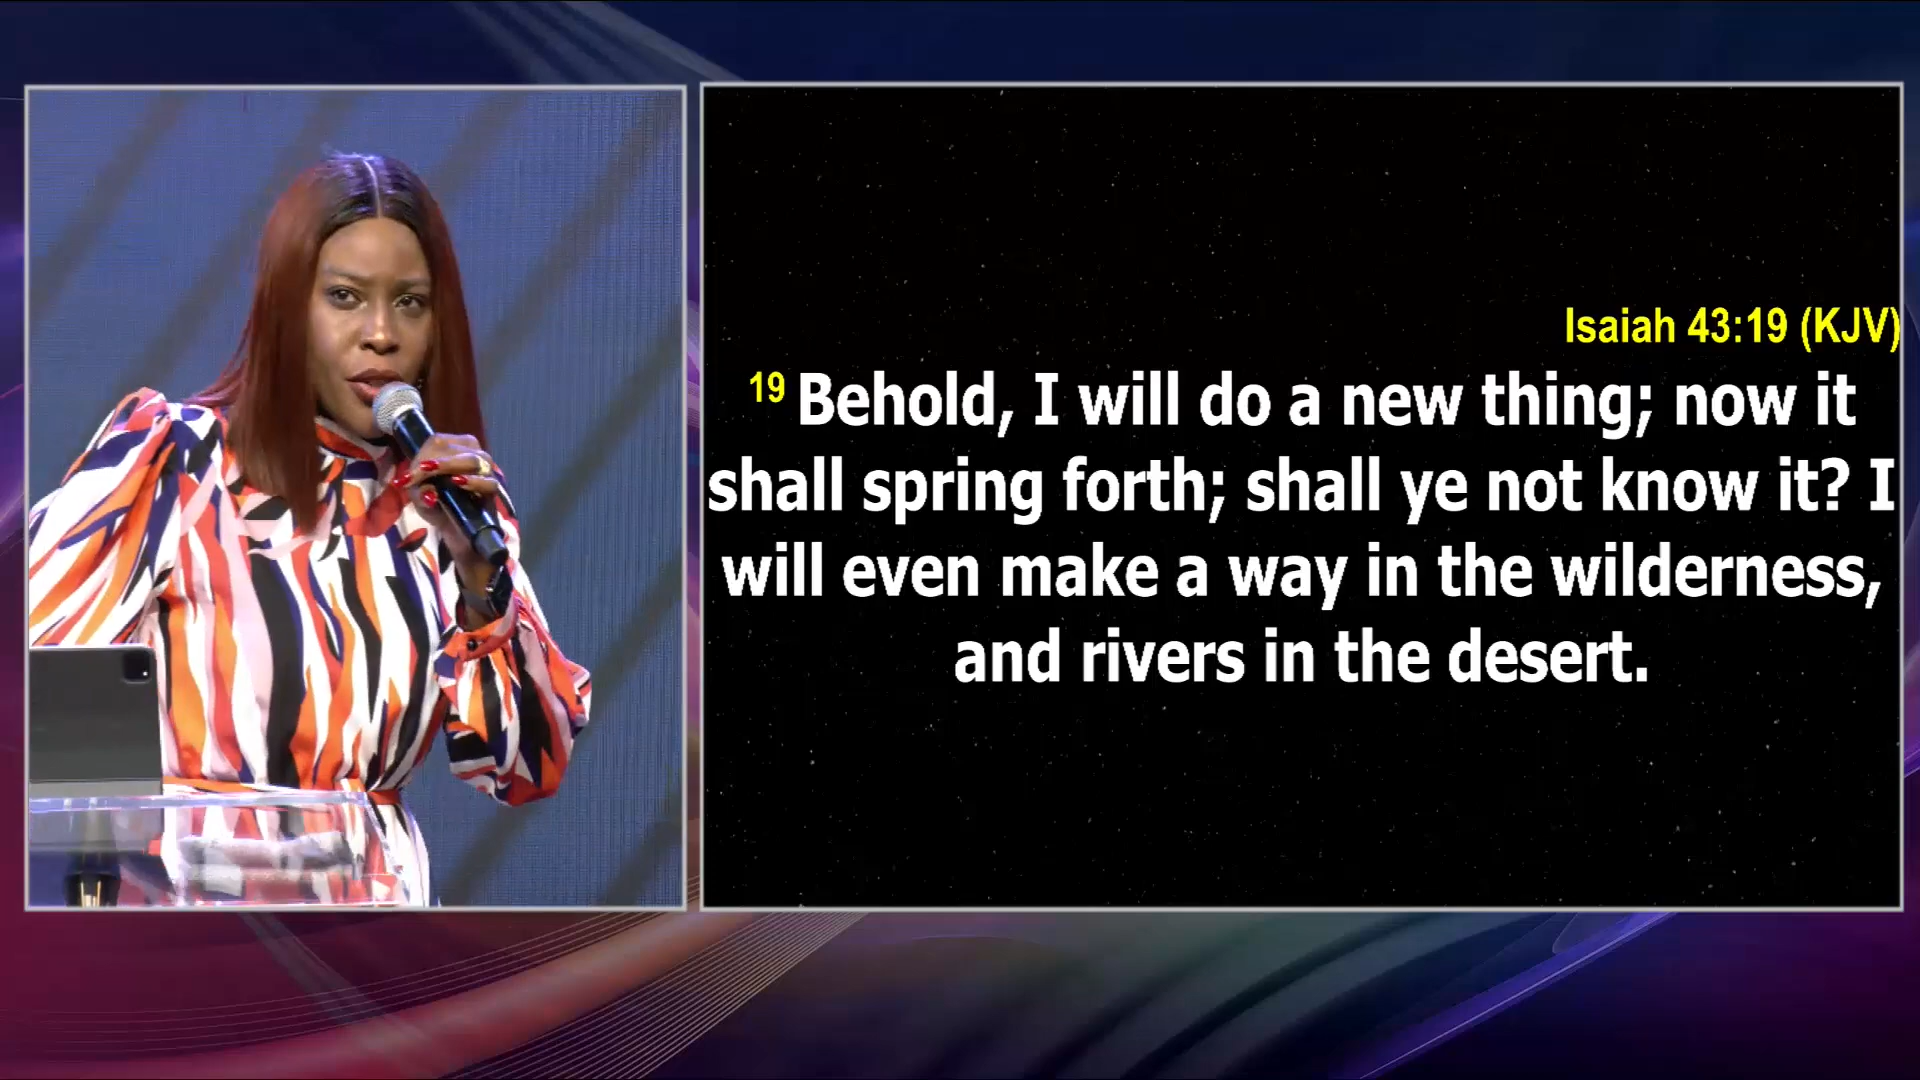 Isaiah 43:19 (KJV)
19 Behold, I will do a new thing; now it
shall spring forth; shall ye not know it? I
will even make a way in the wilderness,
and rivers in the desert.